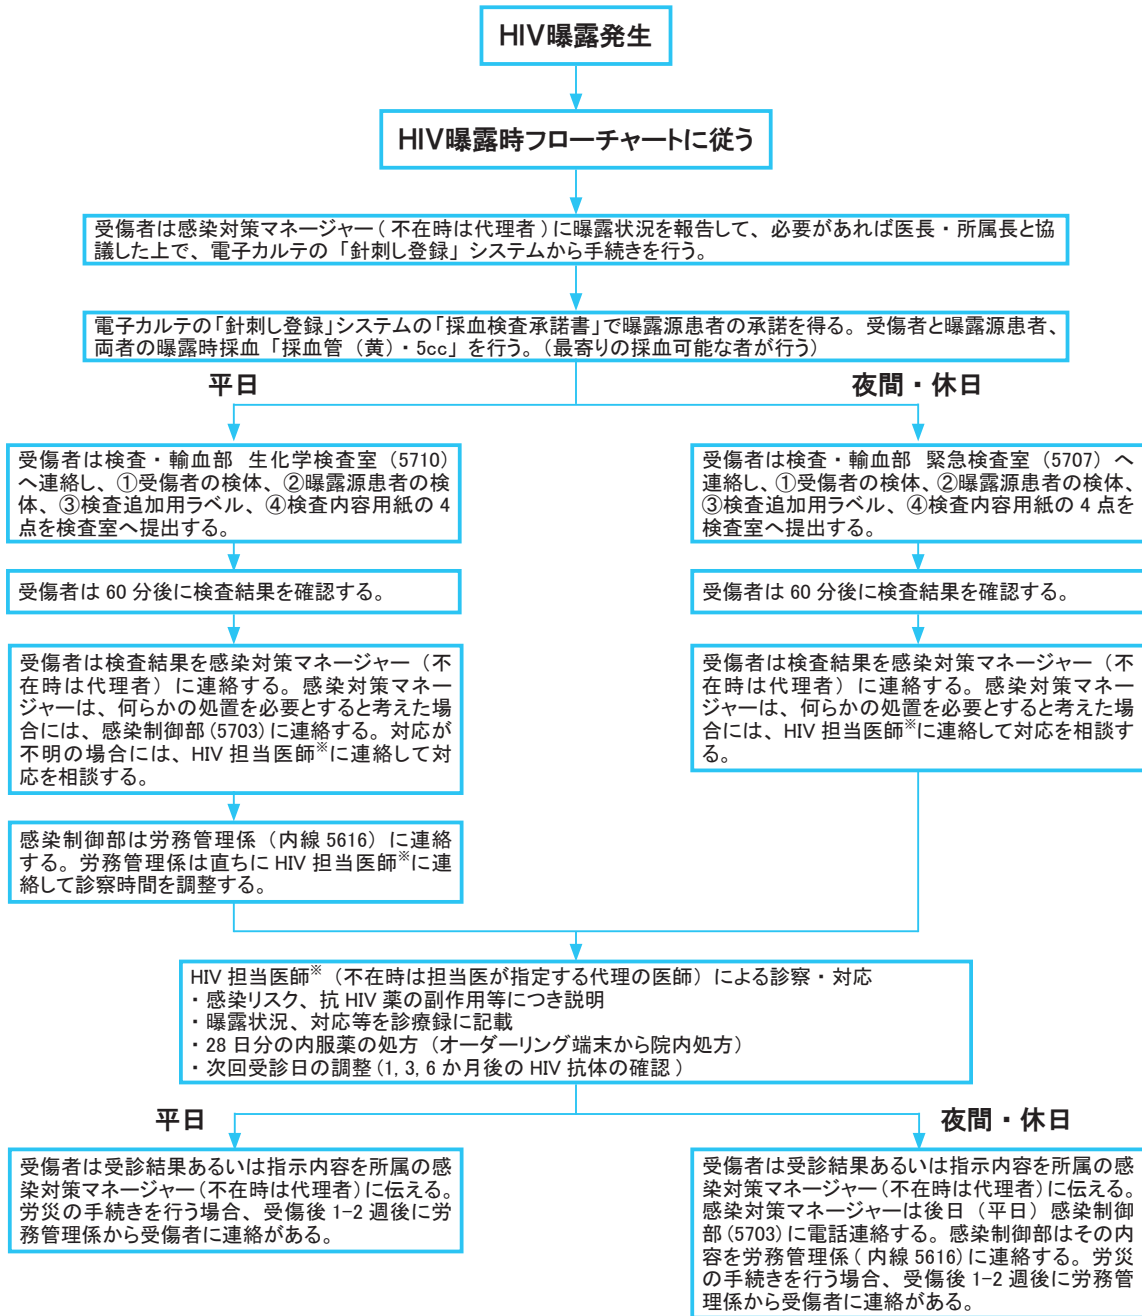 HIV曝露発生
HIV曝露時フローチャートに従う
受傷者は感染対策マネージャー(不在時は代理者)に曝露状況を報告して、必要があれば医長・所属長と協
議した上で、電子カルテの「針刺し登録」システムから手続きを行う。
電子カルテの「針刺し登録」システムの「採血検査承諾書」で曝露源患者の承諾を得る。受傷者と曝露源患者、
両者の曝露時採血「採血管(黄)・5cc」を行う。(最寄りの採血可能な者が行う)
平日
受傷者は検査・輸血部 生化学検査室(5710)
へ連絡し、①受傷者の検体、②曝露源患者の検
体、③検査追加用ラベル、④検査内容用紙の4
点を検査室へ提出する。
受傷者は60分後に検査結果を確認する。
受傷者は検査結果を感染対策マネージャー(不
在時は代理者)に連絡する。感染対策マネー
ジャーは、何らかの処置を必要とすると考えた場
合には、感染制御部(5703)に連絡する。対応が
不明の場合には、HIV担当医師※に連絡して対
応を相談する。
感染制御部は労務管理係(内線5616)に連絡
する。労務管理係は直ちにHIV担当医師※に連
絡して診察時間を調整する。
夜間・休日
受傷者は検査・輸血部 緊急検査室(5707)へ
連絡し、①受傷者の検体、②曝露源患者の検体、
③検査追加用ラベル、④検査内容用紙の4点を
検査室へ提出する。
受傷者は60分後に検査結果を確認する。
受傷者は検査結果を感染対策マネージャー(不
在時は代理者)に連絡する。感染対策マネー
ジャーは、何らかの処置を必要とすると考えた場
合には、HIV担当医師※に連絡して対応を相談す
る。
HIV担当医師※(不在時は担当医が指定する代理の医師)による診察・対応
・感染リスク、抗HIV薬の副作用等につき説明
・曝露状況、対応等を診療録に記載
・28日分の内服薬の処方(オーダーリング端末から院内処方)
・次回受診日の調整(1, 3, 6か月後のHIV抗体の確認)
平日
受傷者は受診結果あるいは指示内容を所属の感
染対策マネージャー(不在時は代理者)に伝える。
労災の手続きを行う場合、受傷後1-2週後に労
務管理係から受傷者に連絡がある。
夜間・休日
受傷者は受診結果あるいは指示内容を所属の感
染対策マネージャー(不在時は代理者)に伝える。
感染対策マネージャーは後日(平日)感染制御
部(5703)に電話連絡する。感染制御部はその内
容を労務管理係(内線5616)に連絡する。労災
の手続きを行う場合、受傷後1-2週後に労務管
理係から受傷者に連絡がある。